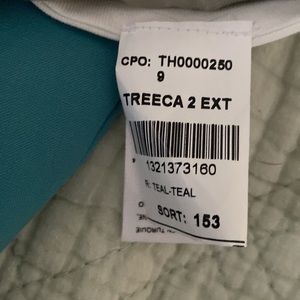 CPO: TH0000250
9
TREECA 2 EXT
1321373160
R: TEAL-TEAL
SORT: 153